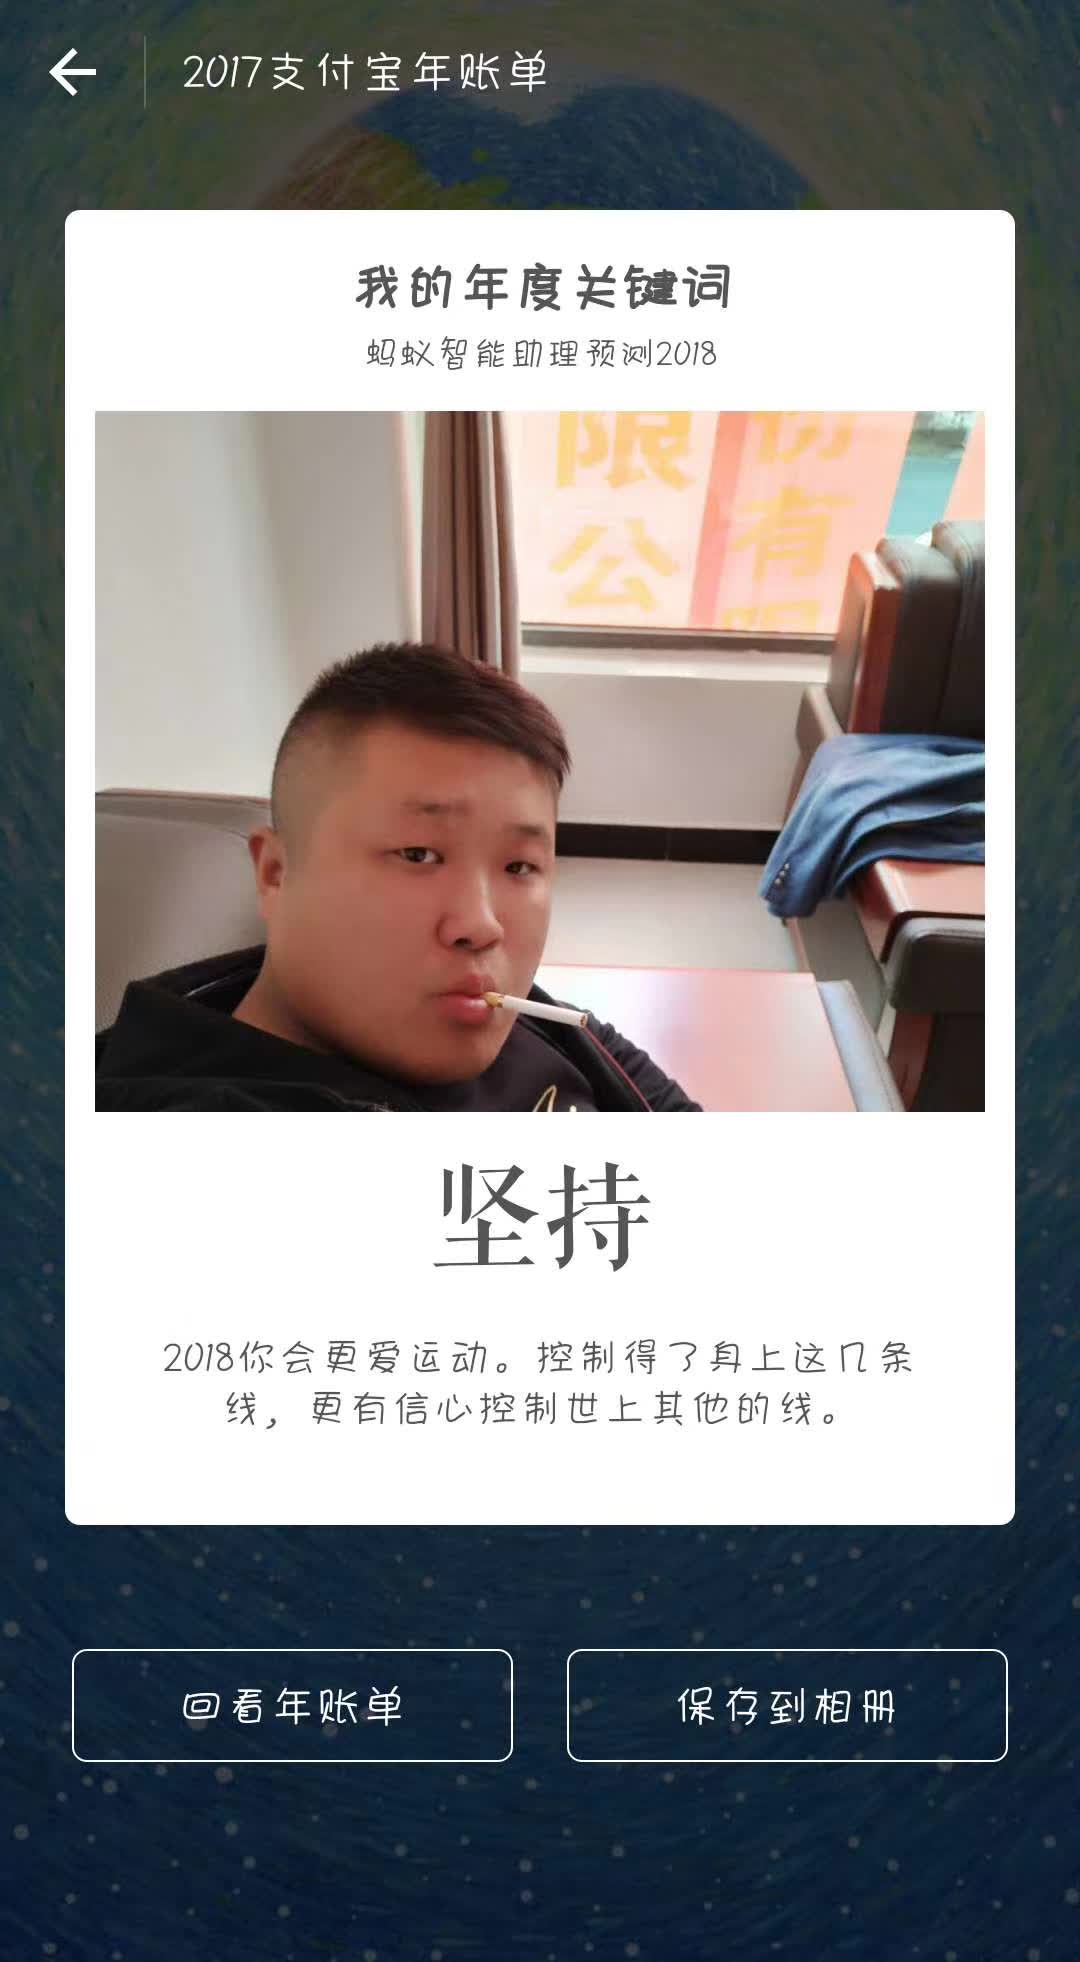 2017支付宝年账单
我的年度关键词
蚂蚁智能助理预测2018
限公
有
坚持
2018你会更爱运动。控制得了身上这几条
线，更有信心控制世上其他的线。
回看年账单
保存到相册